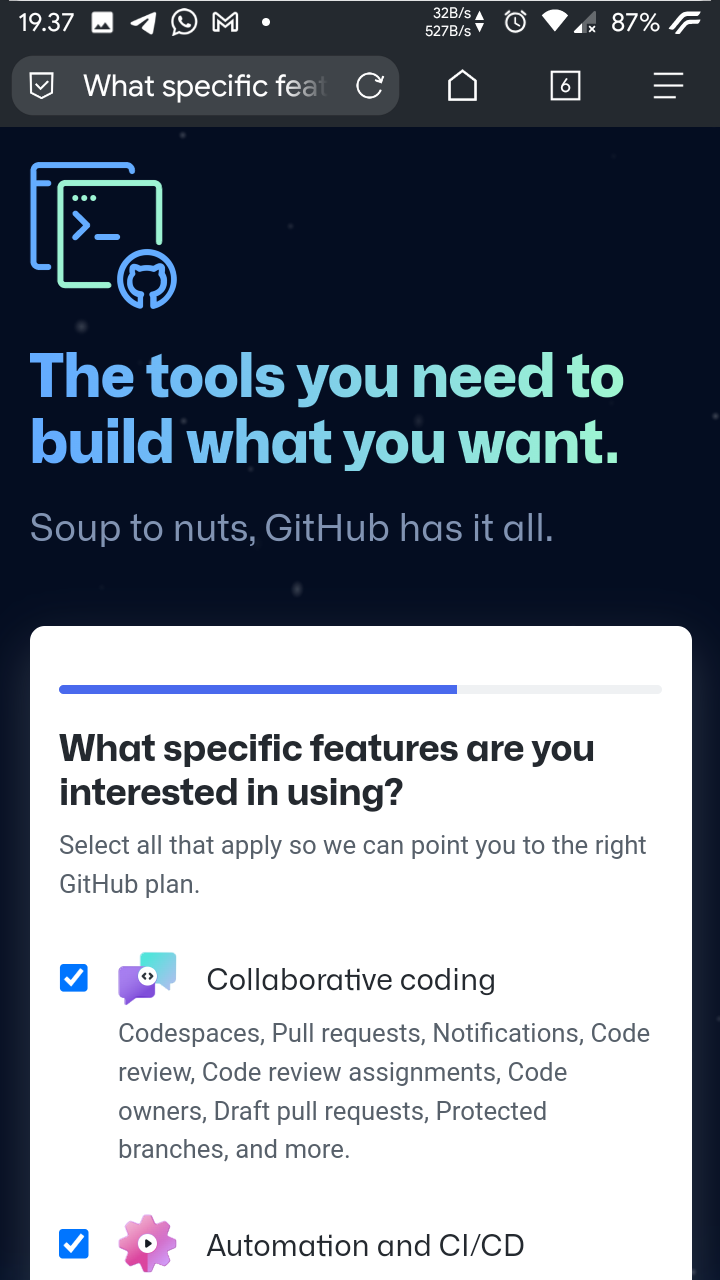 19.37
32B/s
527B/s
87%
What specific feat
6
The tools you need to
build what you want.
Soup to nuts, GitHub has it all.
What specific features are you
interested in using?
Select all that apply so we can point you to the right
GitHub plan.
Collaborative coding
Codespaces, Pull requests, Notifications, Code
review, Code review assignments, Code
owners, Draft pull requests, Protected
branches, and more.
Automation and CI/CD